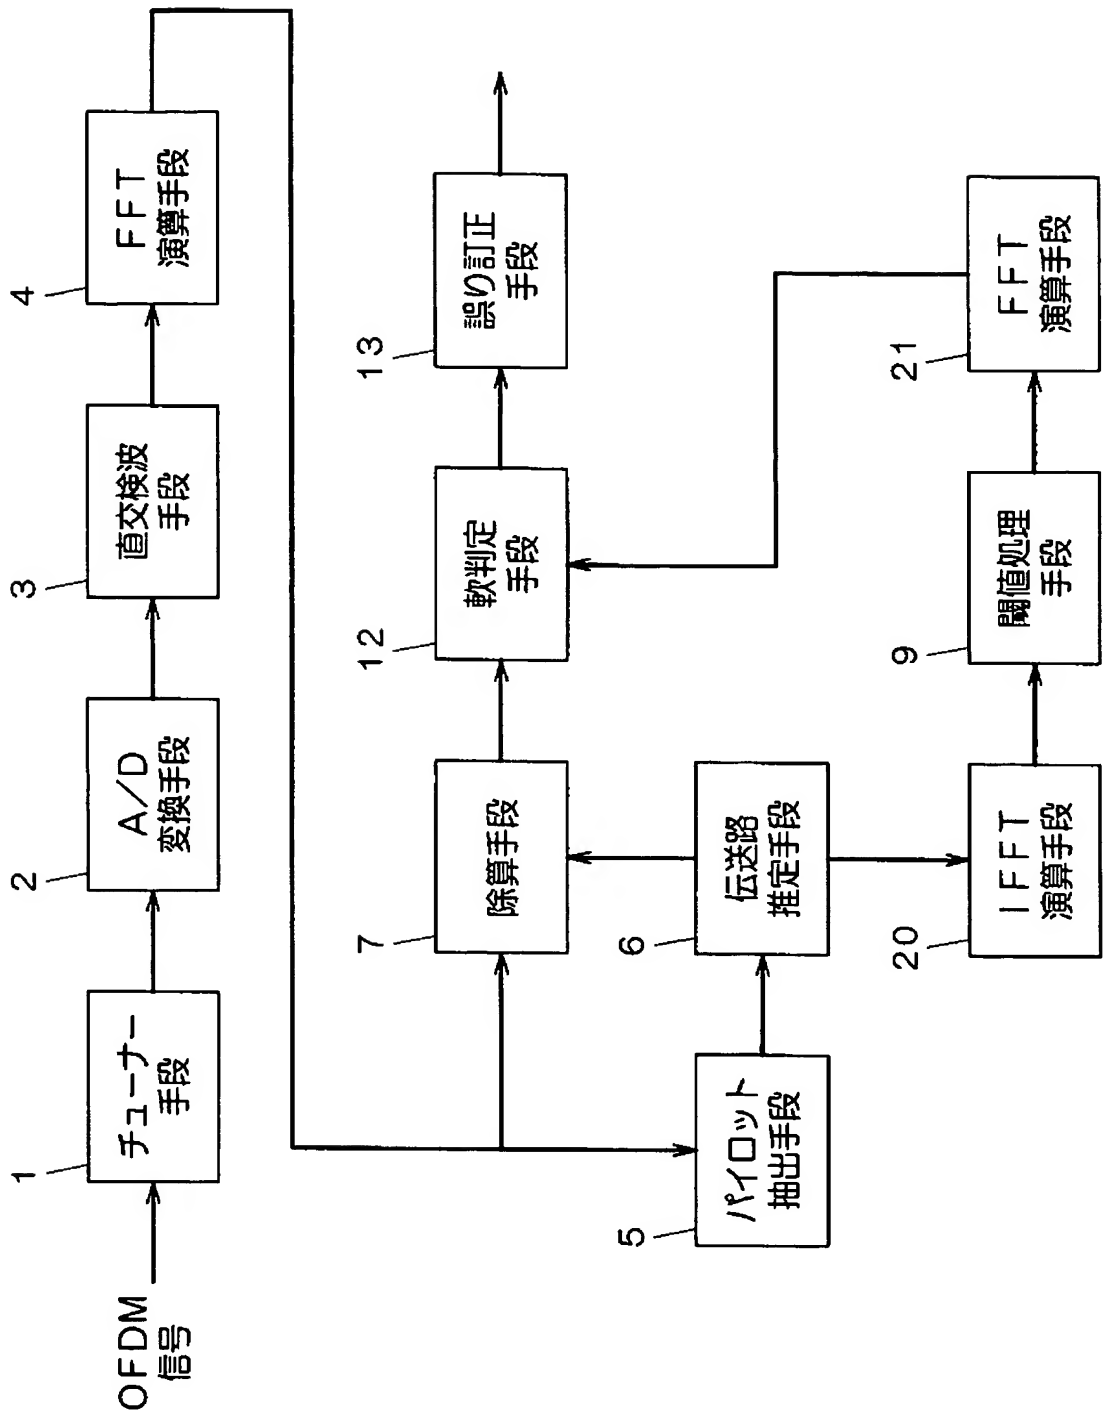 OFDM
信号
1
チューナー
手段
2
A/D
変換手段
3
直交検波
手段
4
FFT
演算手段
7
除算手段
12
軟判定
手段
13
誤り訂正
手段
5
パイロット
抽出手段
6
伝送路
推定手段
20
IFFT
演算手段
9
閾値処理
手段
21
FFT
演算手段